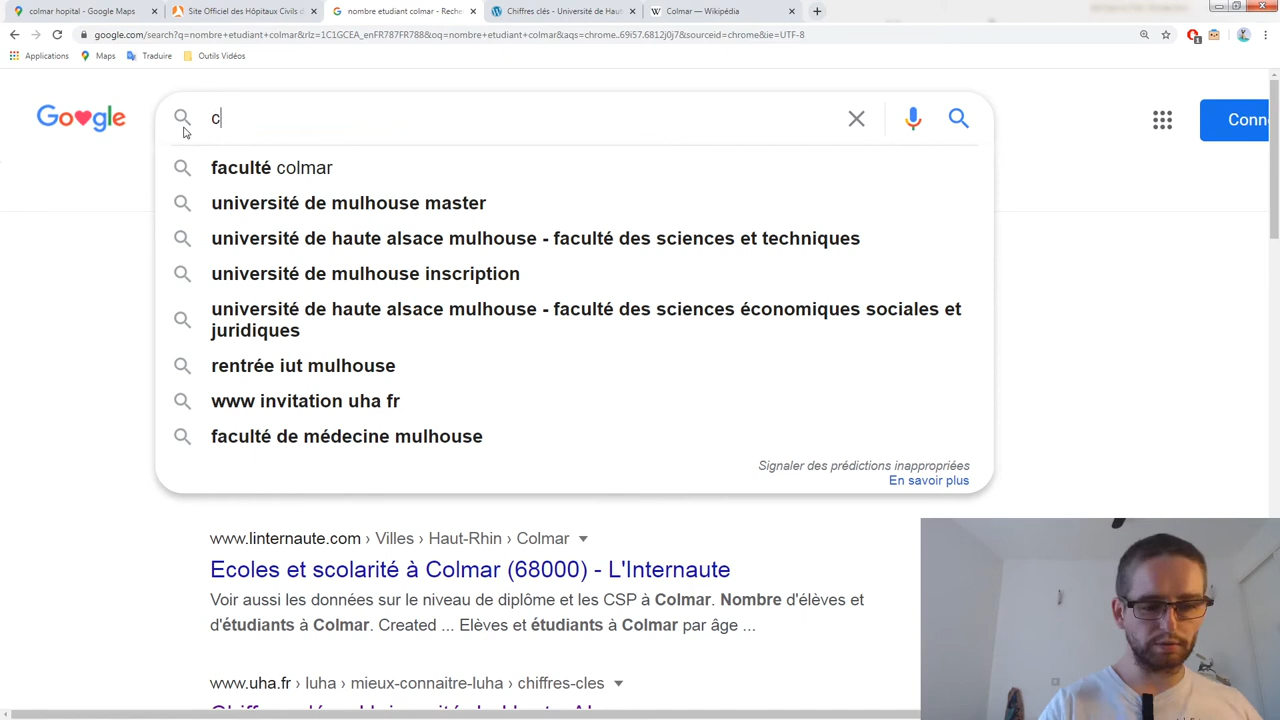 colmar hopital - Google Maps
Site Officiel des Hôpitaux Civils d
nombre etudiant colmar - Reche
Chiffres clés - Université de Haut
Colmar — Wikipédia
google.com/search?q=nombre+etudiant+colmar&rlz=1C1GCEA_enFR787FR788&oq=nombre+etudiant+colmar&aqs=chrome..69i57.6812j0j7&sourceid=chrome&ie=UTF-8
Applications
Maps
Traduire
Outils Vidéos
Google
c
Conn
faculté colmar
université de mulhouse master
université de haute alsace mulhouse - faculté des sciences et techniques
université de mulhouse inscription
université de haute alsace mulhouse - faculté des sciences économiques sociales et
juridiques
rentrée iut mulhouse
www invitation uha fr
faculté de médecine mulhouse
Signaler des prédictions inappropriées
En savoir plus
www.linternaute.com › Villes › Haut-Rhin › Colmar
Ecoles et scolarité à Colmar (68000) - L'Internaute
Voir aussi les données sur le niveau de diplôme et les CSP à Colmar. Nombre d'élèves et
d'étudiants à Colmar. Created ... Elèves et étudiants à Colmar par âge ...
www.uha.fr › luha › mieux-connaitre-luha › chiffres-cles